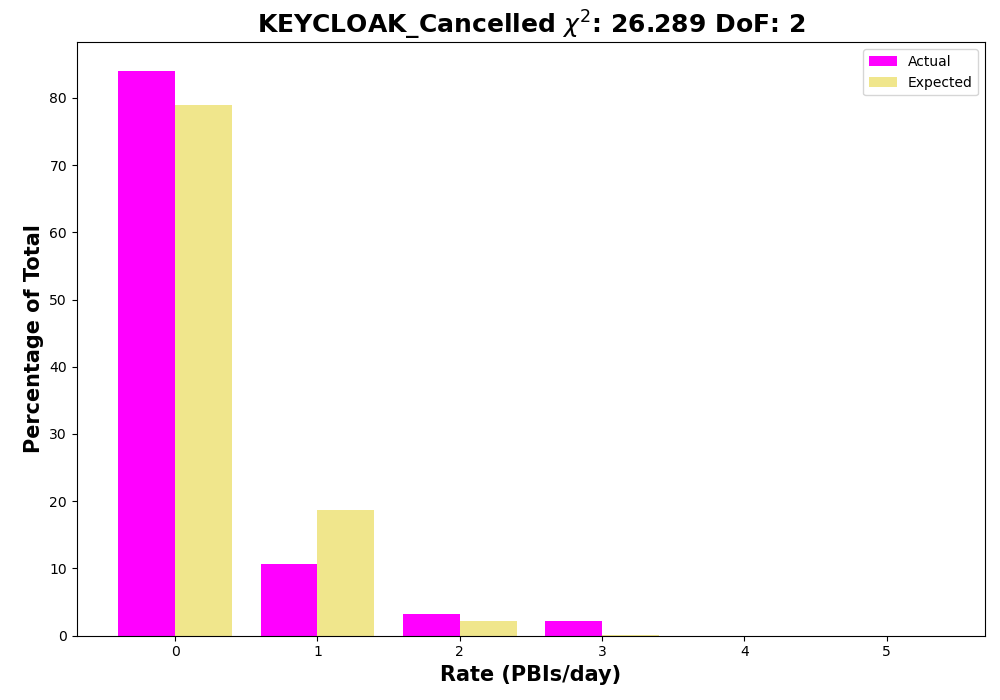 KEYCLOAK_Cancelled χ²: 26.289 DoF: 2
Actual
Expected
Percentage of Total
80
70
60
50
40
30
20
10
0
0 1 2 3 4 5
Rate (PBIs/day)